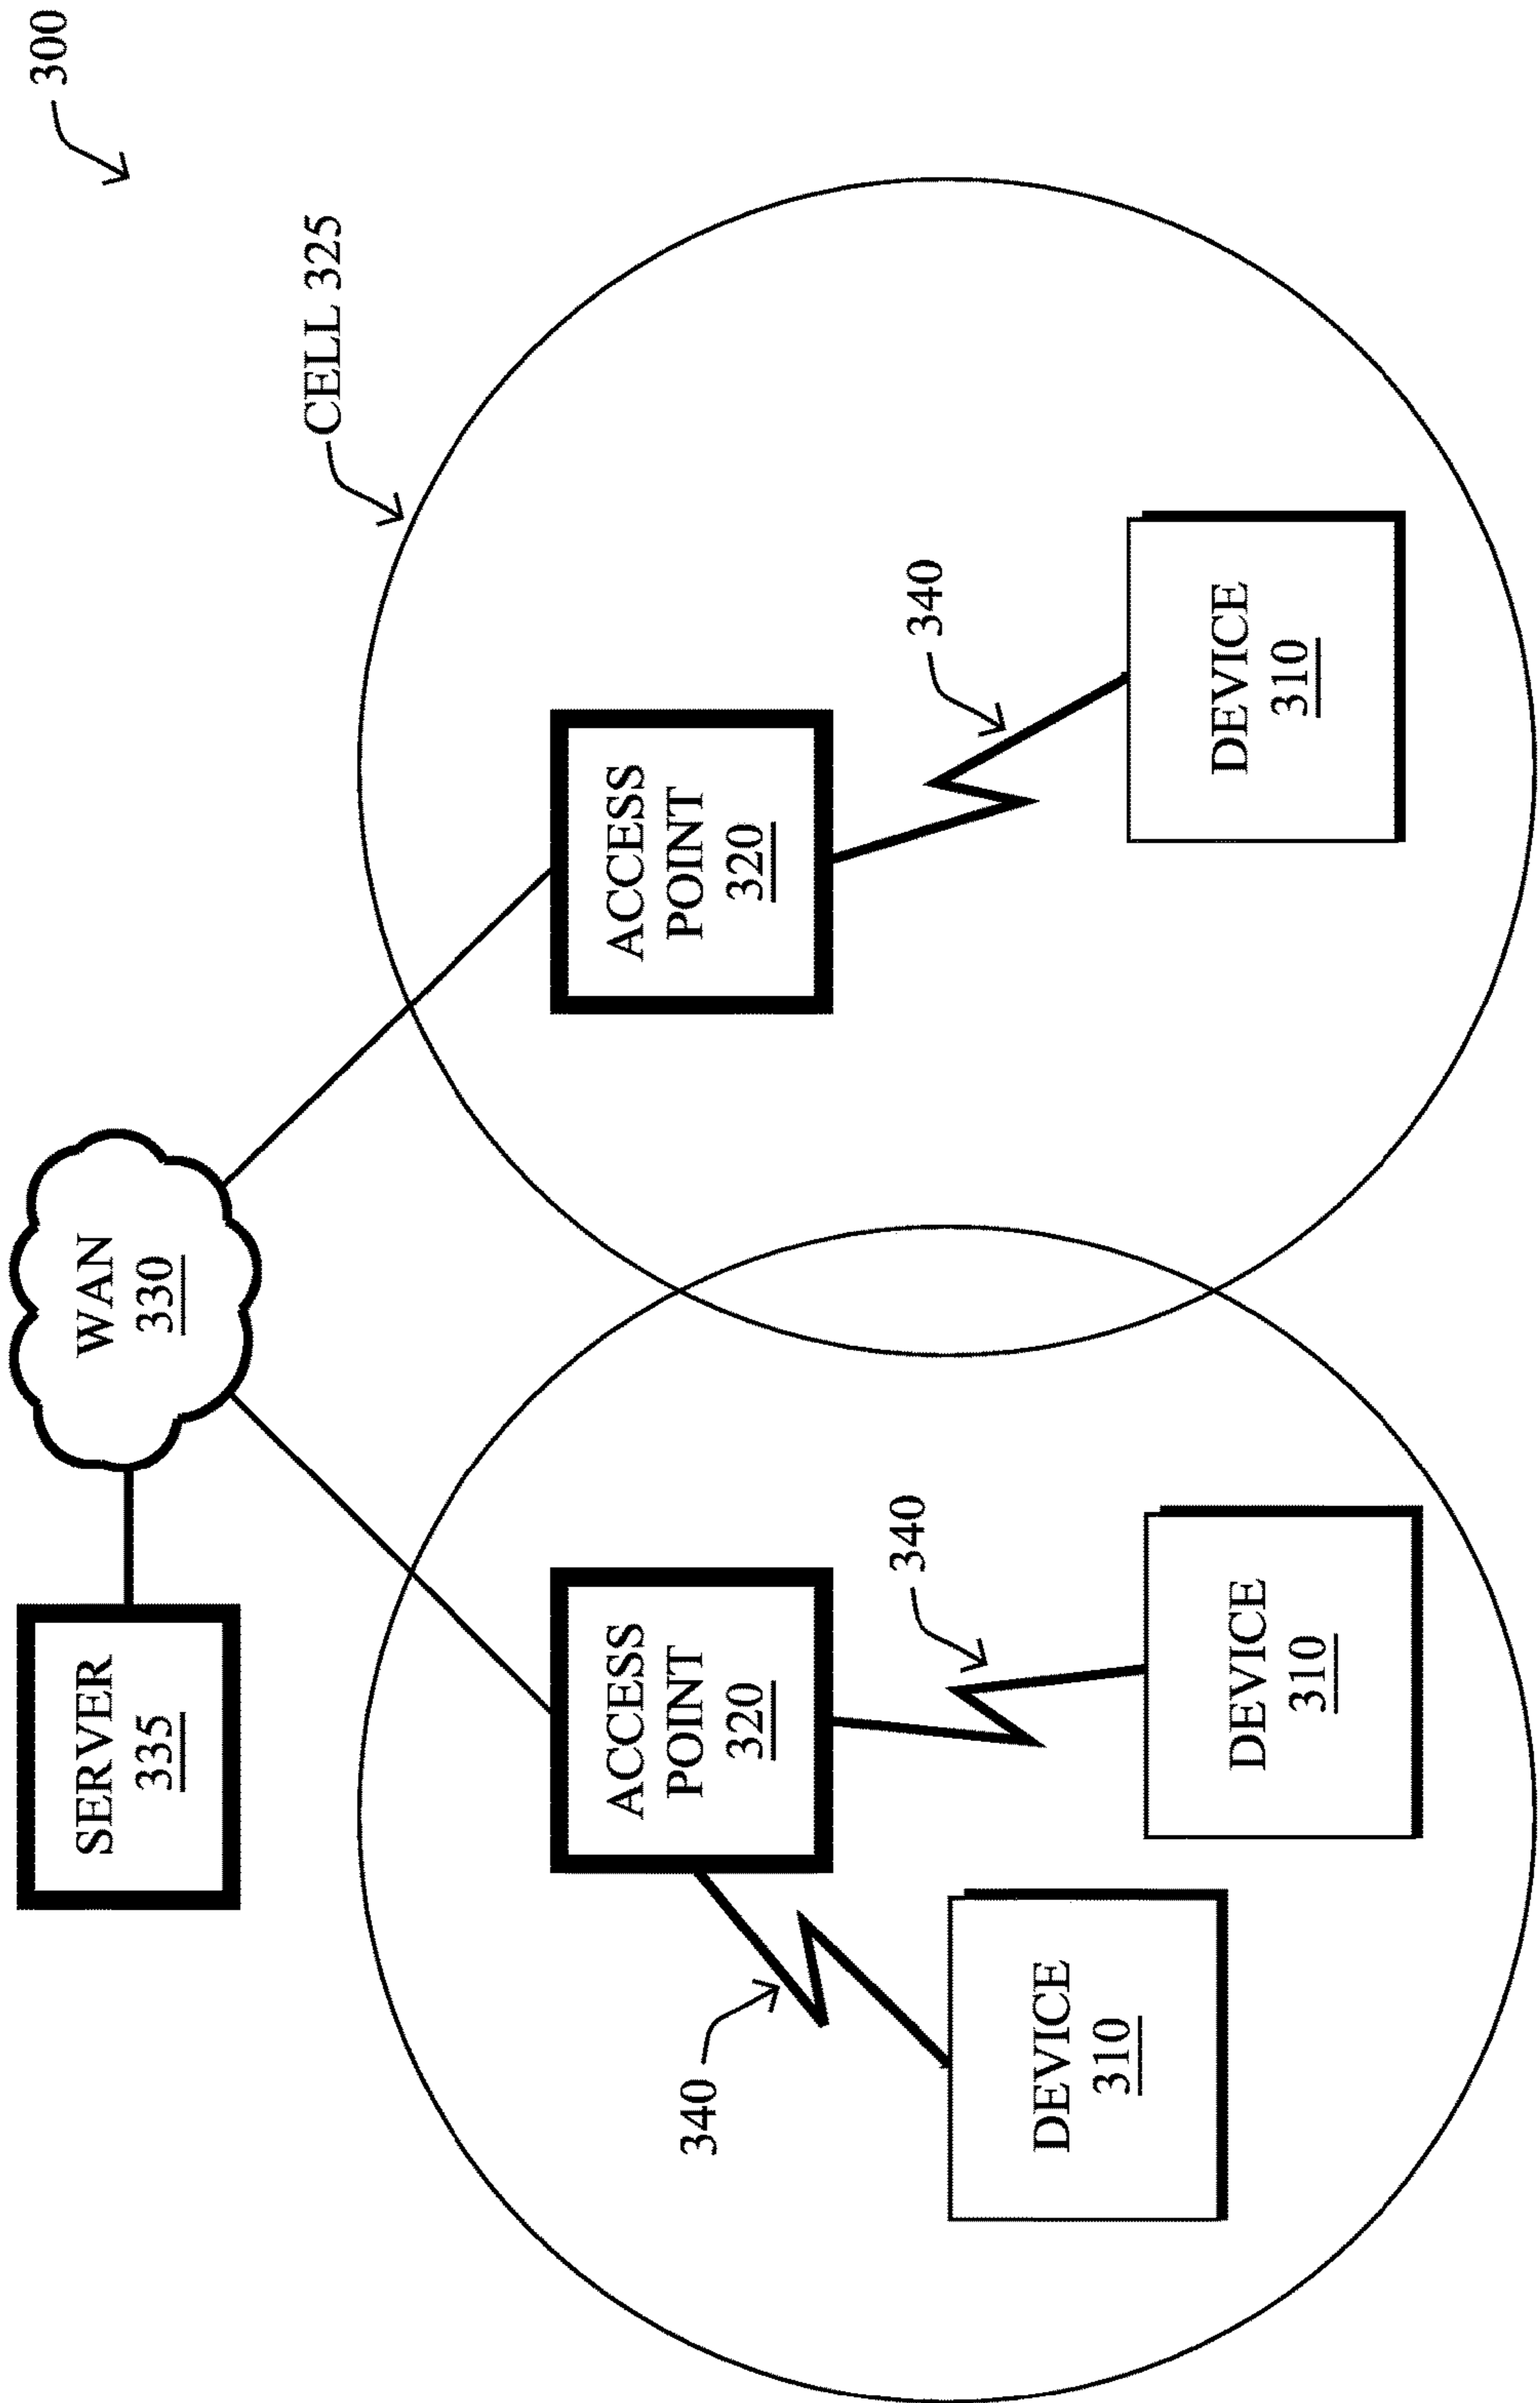 300
CELL 325
SERVER
335
WAN
330
ACCESS
POINT
320
ACCESS
POINT
320
340
340
340
DEVICE
310
DEVICE
310
DEVICE
310